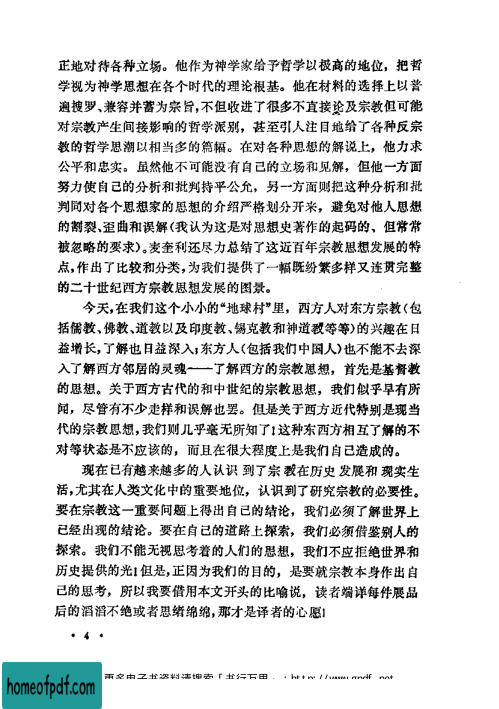 正地对待各种立场。他作为神学家给予哲学以极高的地位，把哲
学视为神学思想在各个时代的理论根基。他在材料的选择上以普
遍搜罗、兼容并蓄为宗旨，不但收进了很多不直接论及宗教但可能
对宗教产生间接影响的哲学派别，甚至引人注目地给了各种反宗
教的哲学思潮以相当多的篇幅。在对各种思想的解说上，他力求
公平和忠实。虽然他不可能没有自己的立场和见解，但他一方面
努力使自己的分析和批判持平公允，另一方面则把这种分析和批
判同对各个思想家的思想的介绍严格划分开来，避免对他人思想
的割裂、歪曲和误解（我认为这是对思想史著作的起码的、但常常
被忽略的要求）。麦奎利还尽力总结了这近百年宗教思想发展的特
点，作出了比较和分类，为我们提供了一幅既纷繁多样又连贯完整
的二十世纪西方宗教思想发展的图景。
今天，在我们这个小小的“地球村”里，西方人对东方宗教（包
括儒教、佛教、道教以及印度教、锡克教和神道教等等）的兴趣在日
益增长，了解也日益深入；东方人（包括我们中国人）也不能不去深
入了解西方邻居的灵魂——了解西方的宗教思想，首先是基督教
的思想。关于西方古代的和中世纪的宗教思想，我们似乎早有所
闻，尽管有不少走样和误解也罢。但是关于西方近代特别是现当
代的宗教思想，我们则几乎毫无所知了！这种东西方相互了解的不
对等状态是不应该的，而且在很大程度上是我们自己造成的。
现在已有越来越多的人认识到了宗教在历史发展和现实生
活，尤其在人类文化中的重要地位，认识到了研究宗教的必要性。
要在宗教这一重要问题上得出自己的结论，我们必须了解世界上
已经出现的结论。要在自己的道路上探索，我们必须借鉴别人的
探索。我们不能无视思考着的人们的思想，我们不应拒绝世界和
历史提供的光！但是，正因为我们的目的，是要就宗教本身作出自
己的思考，所以我要借用本文开头的比喻说，读者端详每件展品
后的滔滔不绝或者思绪绵绵，那才是译者的心愿！
· 4 ·
更多电子书资料请搜索「书行万里」：http://www.gpdf.net
homeofpdf.com